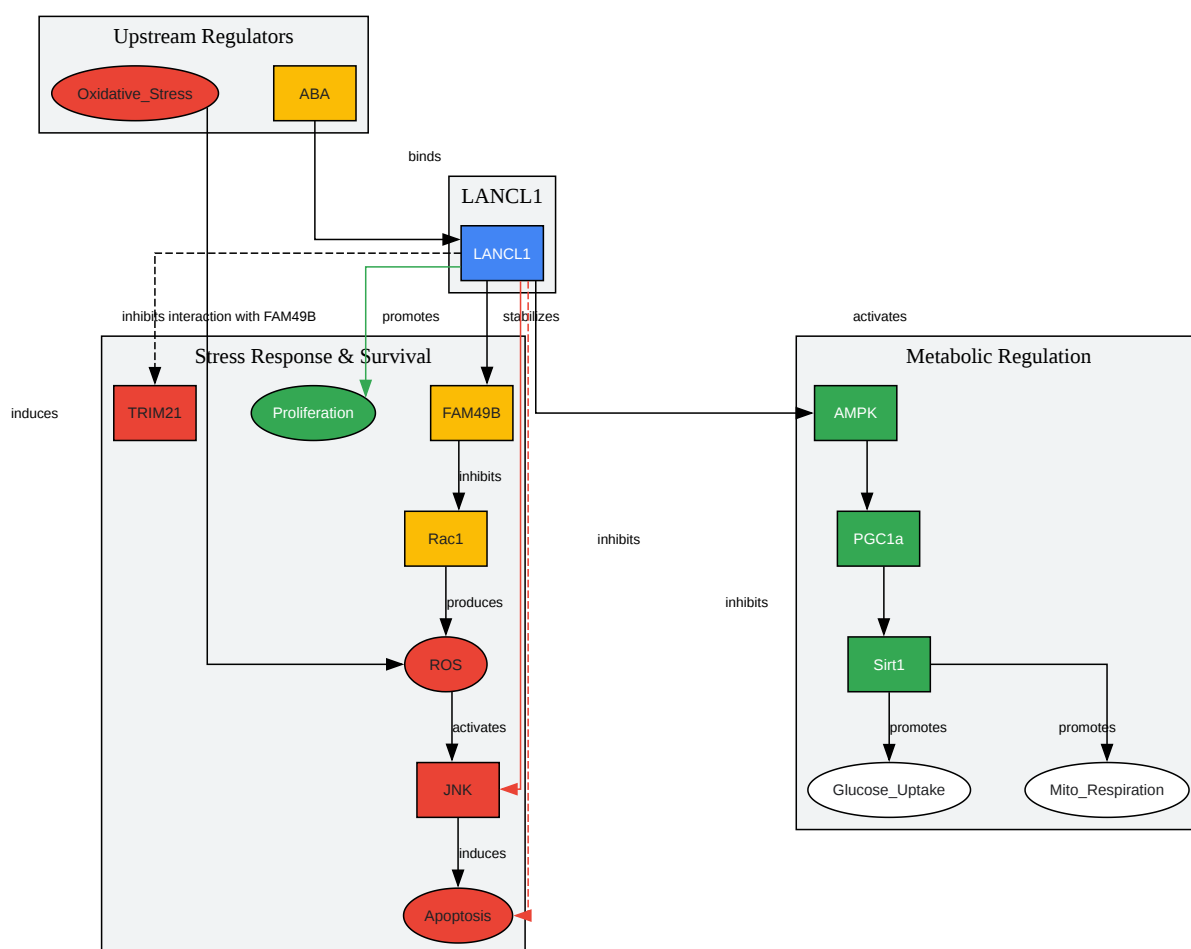 Upstream Regulators
Oxidative_Stress
ABA
binds
LANCL1
LANCL1
inhibits interaction with FAM49B
promotes
stabilizes
activates
Stress Response & Survival
Metabolic Regulation
induces
TRIM21
Proliferation
FAM49B
AMPK
inhibits
Rac1
inhibits
PGC1a
produces
inhibits
ROS
Sirt1
activates
promotes
promotes
JNK
Glucose_Uptake
Mito_Respiration
induces
Apoptosis